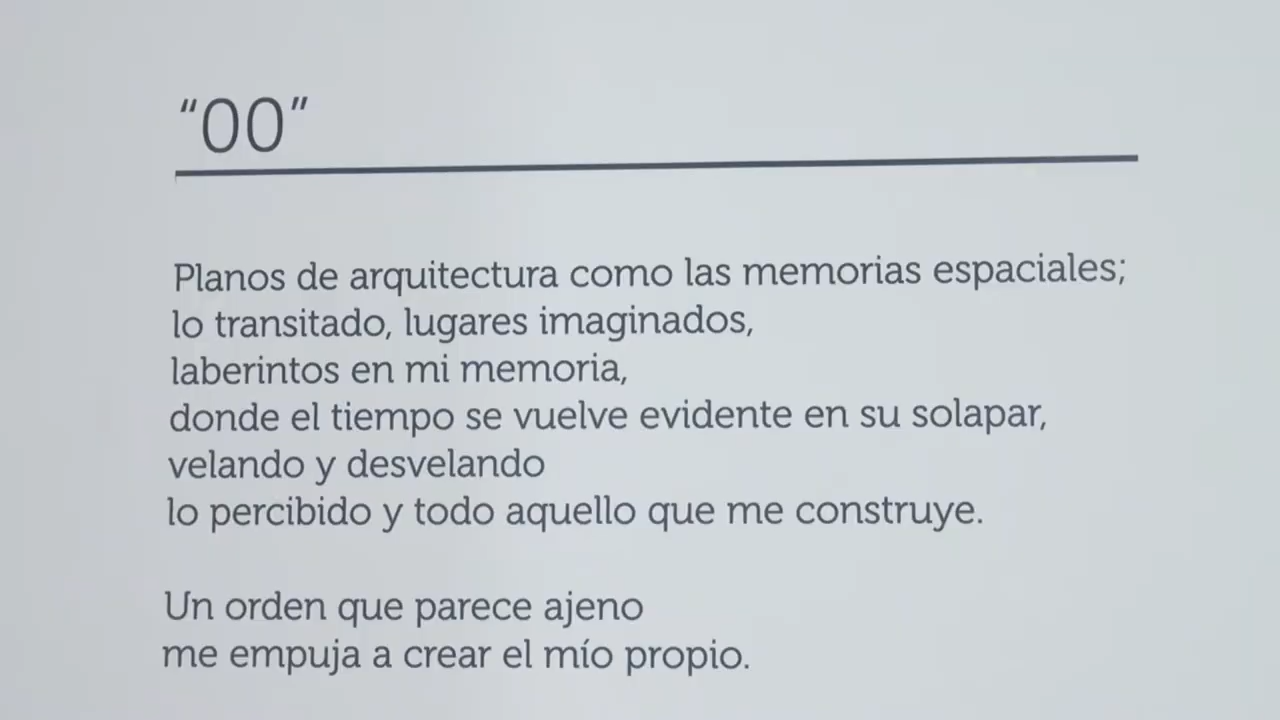 “00”
Planos de arquitectura como las memorias espaciales;
lo transitado, lugares imaginados,
laberintos en mi memoria,
donde el tiempo se vuelve evidente en su solapar,
velando y desvelando
lo percibido y todo aquello que me construye.
Un orden que parece ajeno
me empuja a crear el mío propio.